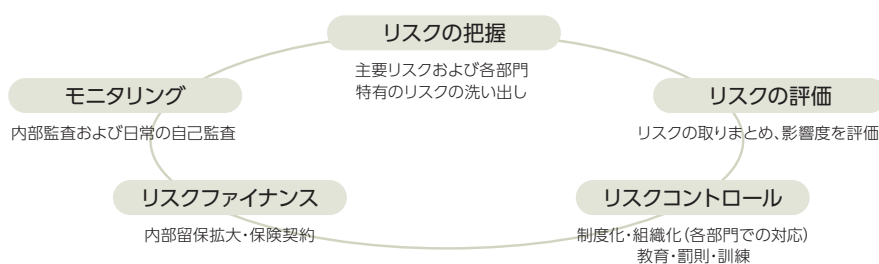 リスクの把握
主要リスクおよび各部門
特有のリスクの洗い出し
モニタリング
内部監査および日常の自己監査
リスクの評価
リスクの取りまとめ、影響度を評価
リスクファイナンス
内部留保拡大・保険契約
リスクコントロール
制度化・組織化(各部門での対応)
教育・罰則・訓練